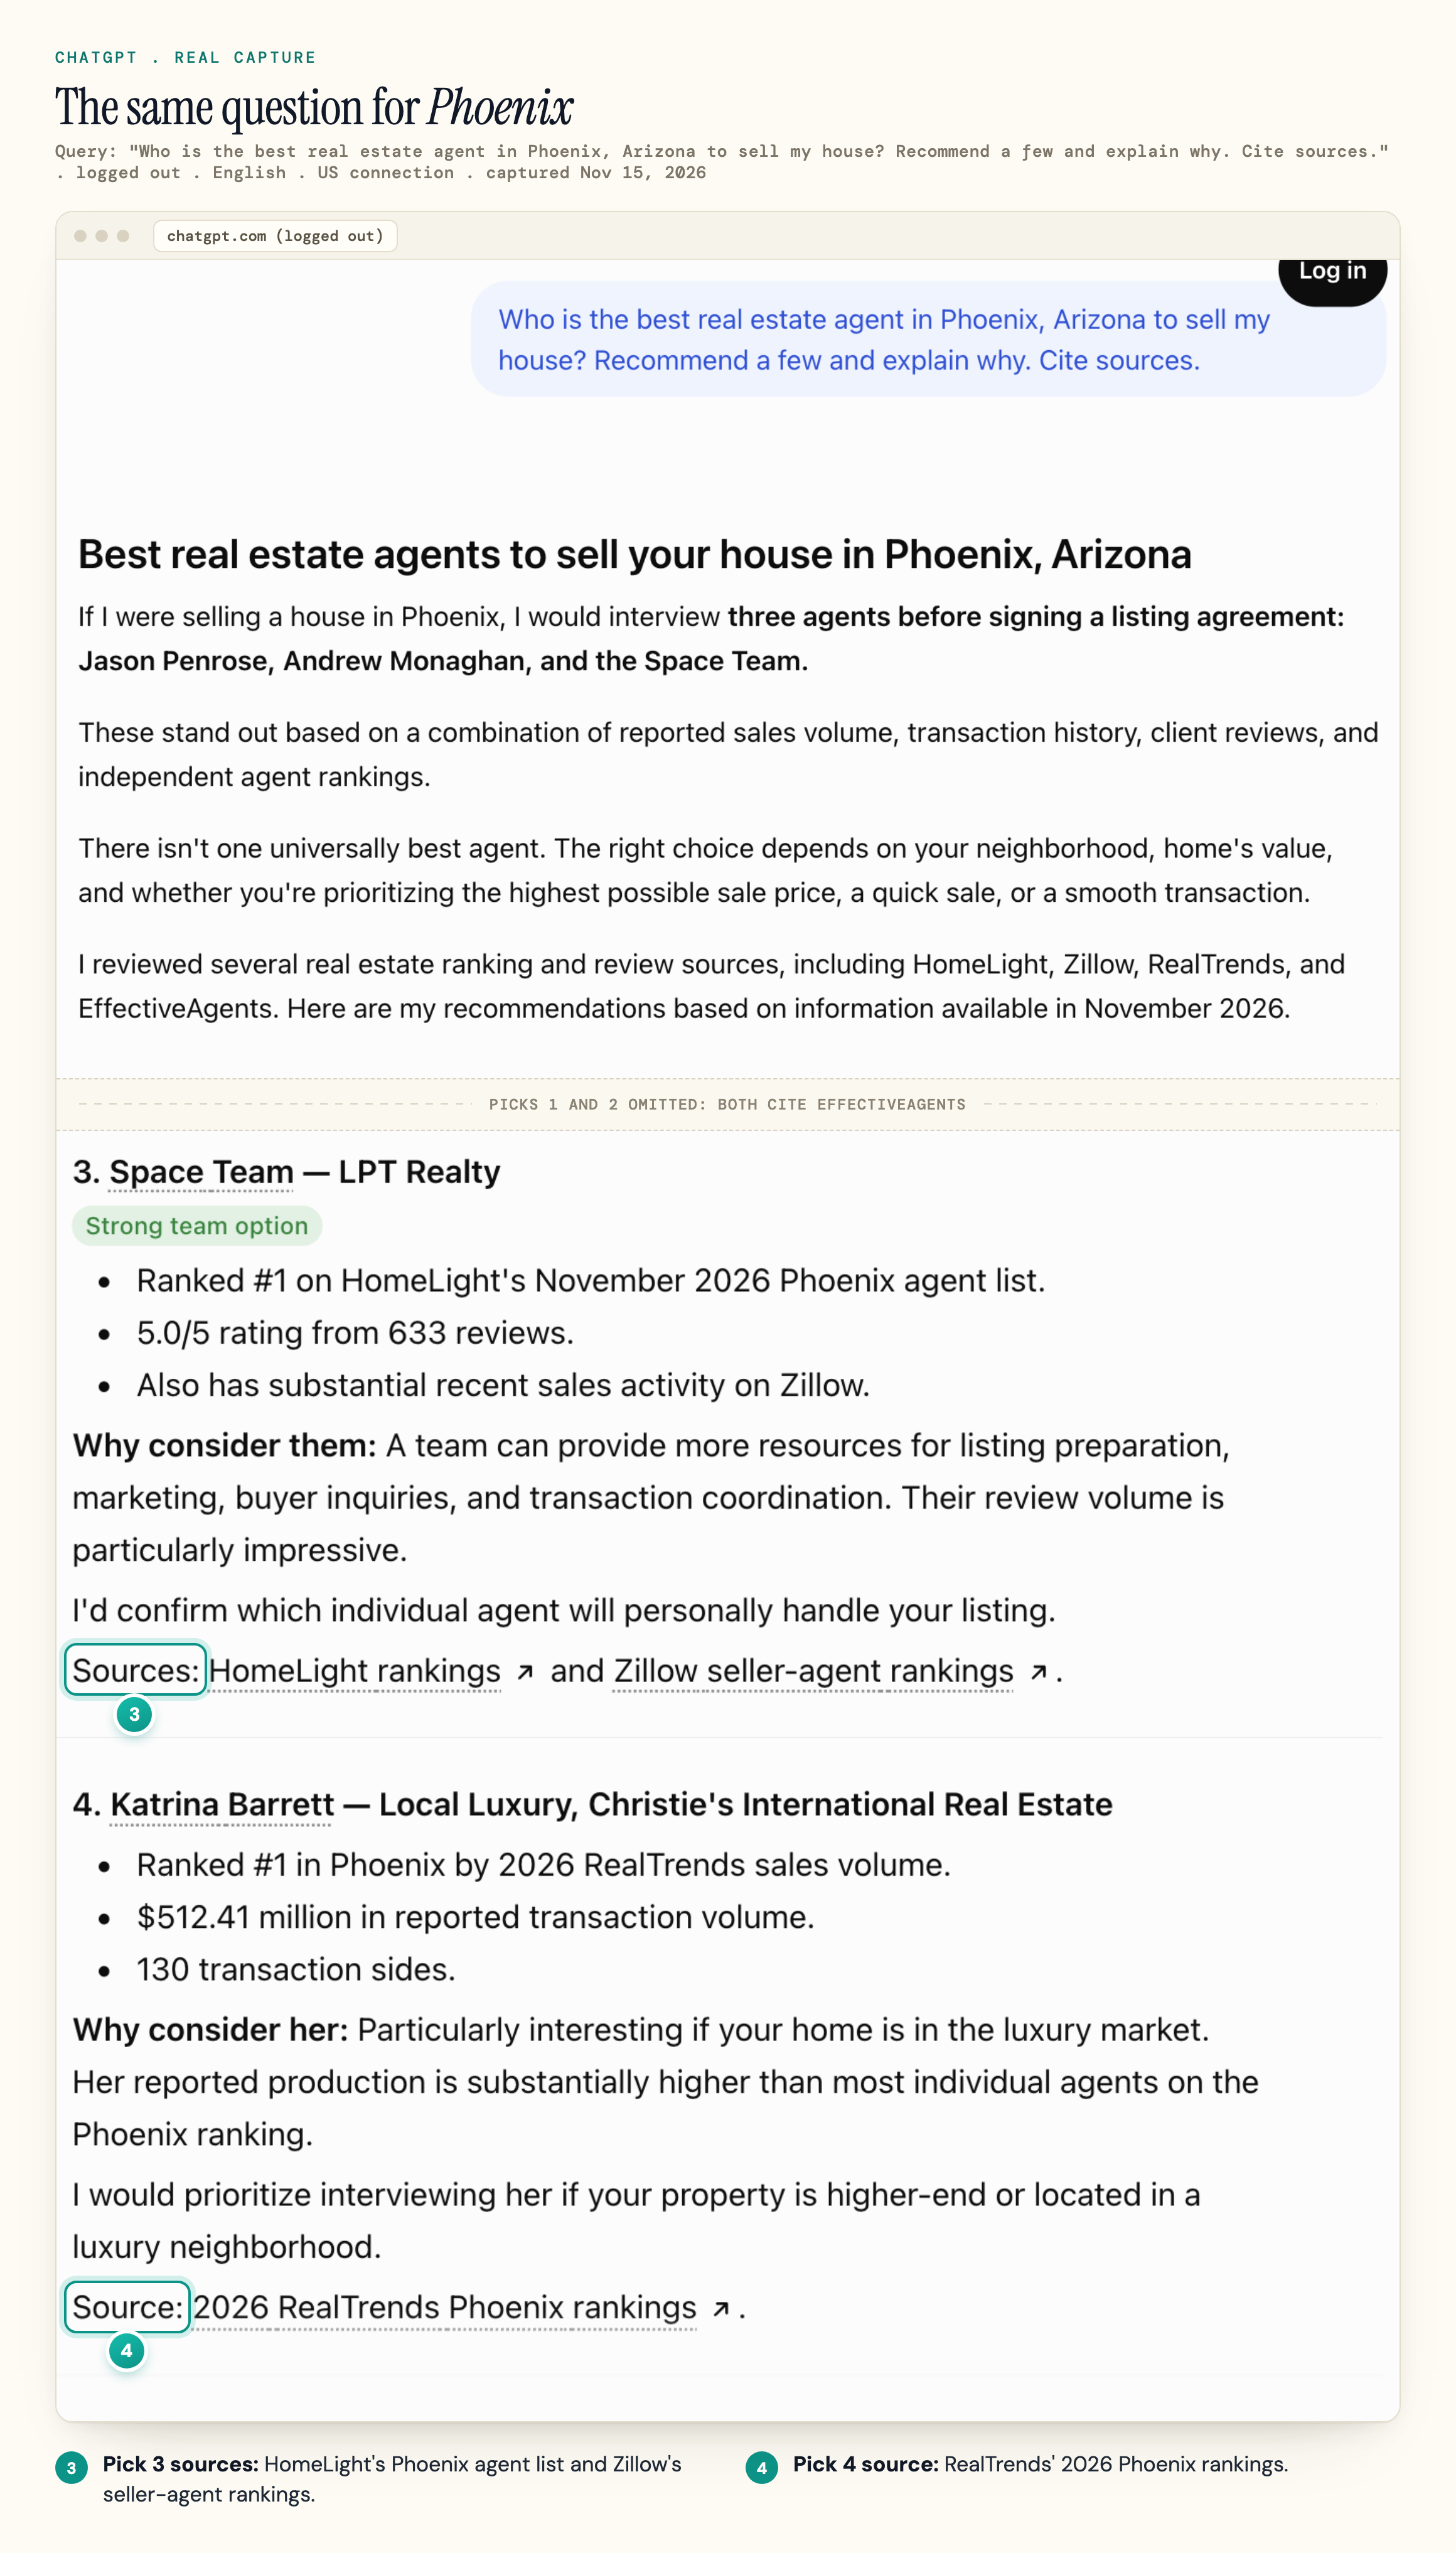 CHATGPT . REAL CAPTURE
The same question for Phoenix
Query: "Who is the best real estate agent in Phoenix, Arizona to sell my house? Recommend a few and explain why. Cite sources."
. logged out . English . US connection . captured Nov 15, 2026
chatgpt.com (logged out)
Log in
Who is the best real estate agent in Phoenix, Arizona to sell my
house? Recommend a few and explain why. Cite sources.
Best real estate agents to sell your house in Phoenix, Arizona
If I were selling a house in Phoenix, I would interview three agents before signing a listing agreement:
Jason Penrose, Andrew Monaghan, and the Space Team.
These stand out based on a combination of reported sales volume, transaction history, client reviews, and
independent agent rankings.
There isn't one universally best agent. The right choice depends on your neighborhood, home's value,
and whether you're prioritizing the highest possible sale price, a quick sale, or a smooth transaction.
I reviewed several real estate ranking and review sources, including HomeLight, Zillow, RealTrends, and
EffectiveAgents. Here are my recommendations based on information available in November 2026.
PICKS 1 AND 2 OMITTED: BOTH CITE EFFECTIVEAGENTS
3. Space Team — LPT Realty
Strong team option
• Ranked #1 on HomeLight's November 2026 Phoenix agent list.
• 5.0/5 rating from 633 reviews.
• Also has substantial recent sales activity on Zillow.
Why consider them: A team can provide more resources for listing preparation,
marketing, buyer inquiries, and transaction coordination. Their review volume is
particularly impressive.
I'd confirm which individual agent will personally handle your listing.
Sources: HomeLight rankings ↗ and Zillow seller-agent rankings ↗.
3
4. Katrina Barrett — Local Luxury, Christie's International Real Estate
• Ranked #1 in Phoenix by 2026 RealTrends sales volume.
• $512.41 million in reported transaction volume.
• 130 transaction sides.
Why consider her: Particularly interesting if your home is in the luxury market.
Her reported production is substantially higher than most individual agents on the
Phoenix ranking.
I would prioritize interviewing her if your property is higher-end or located in a
luxury neighborhood.
Source: 2026 RealTrends Phoenix rankings ↗.
4
3 Pick 3 sources: HomeLight's Phoenix agent list and Zillow's
seller-agent rankings.
4 Pick 4 source: RealTrends' 2026 Phoenix rankings.